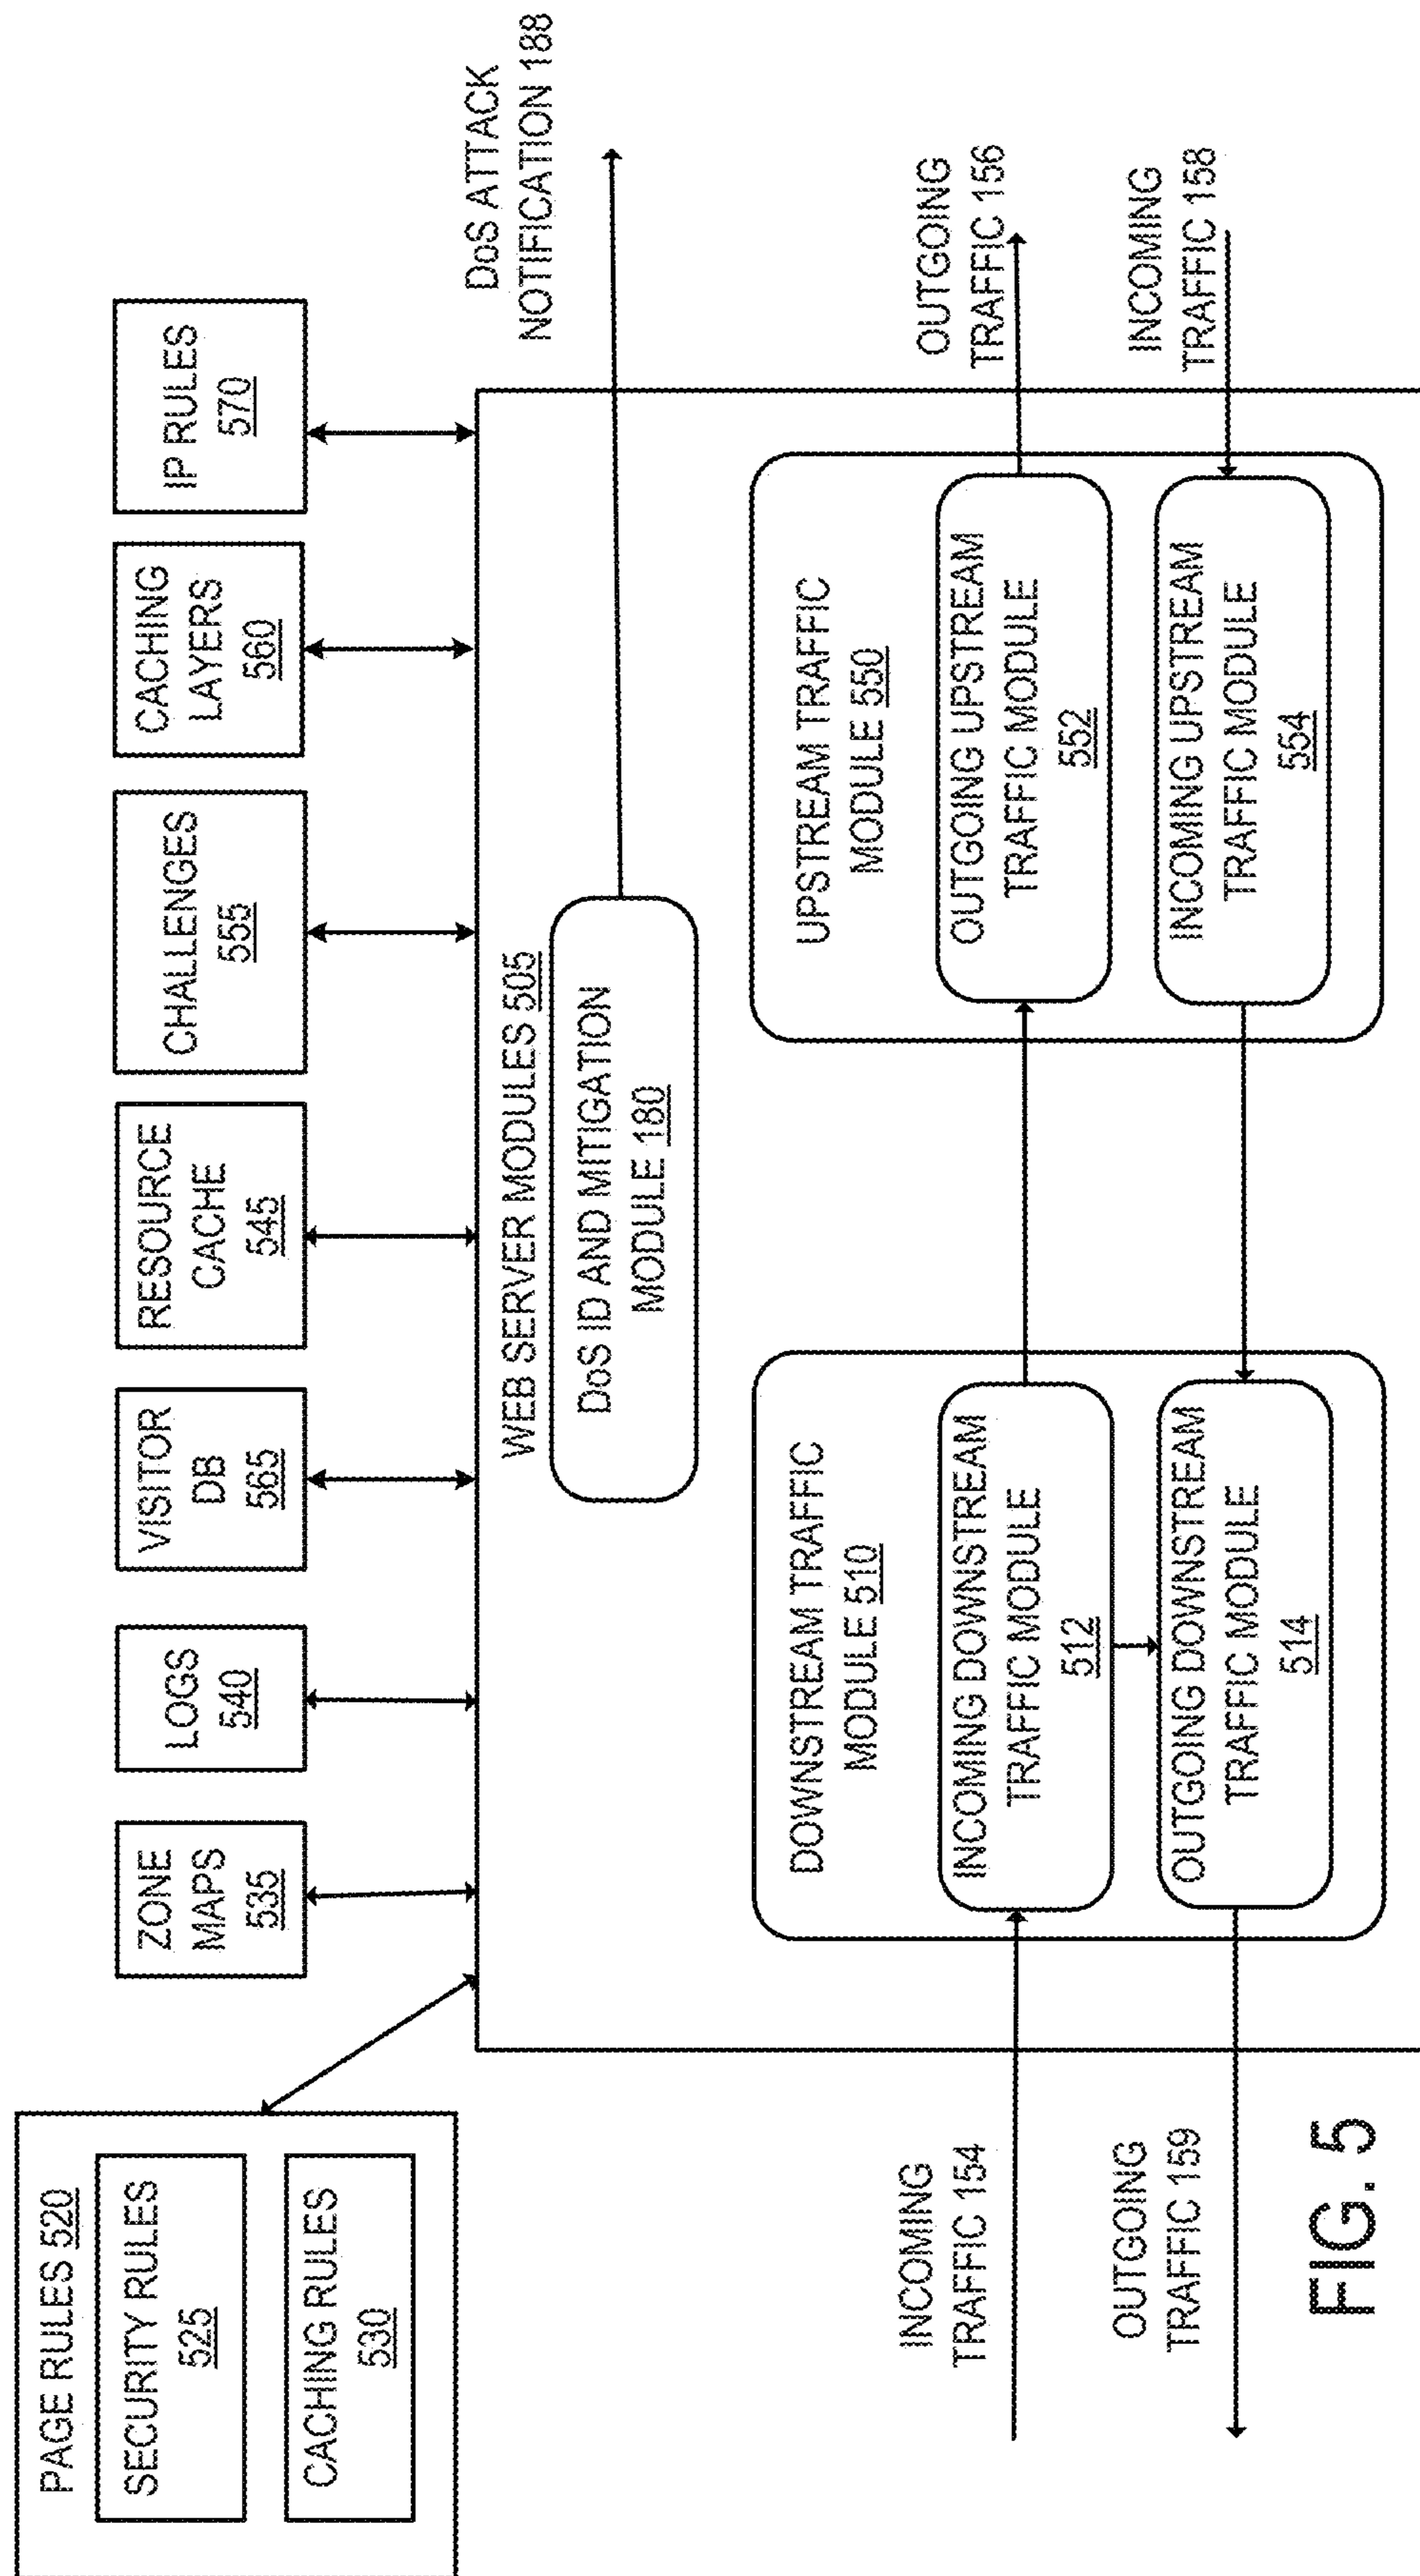 PAGE RULES 520
SECURITY RULES
525
CACHING RULES
530
ZONE
MAPS
535
LOGS
540
VISITOR
DB
565
RESOURCE
CACHE
545
CHALLENGES
555
CACHING
LAYERS
560
IP RULES
570
WEB SERVER MODULES 505
DoS ID AND MITIGATION
MODULE 180
DoS ATTACK
NOTIFICATION 188
DOWNSTREAM TRAFFIC
MODULE 510
INCOMING DOWNSTREAM
TRAFFIC MODULE
512
OUTGOING DOWNSTREAM
TRAFFIC MODULE
514
UPSTREAM TRAFFIC
MODULE 550
OUTGOING UPSTREAM
TRAFFIC MODULE
552
INCOMING UPSTREAM
TRAFFIC MODULE
554
INCOMING
TRAFFIC 154
OUTGOING
TRAFFIC 159
OUTGOING
TRAFFIC 156
INCOMING
TRAFFIC 158
FIG. 5